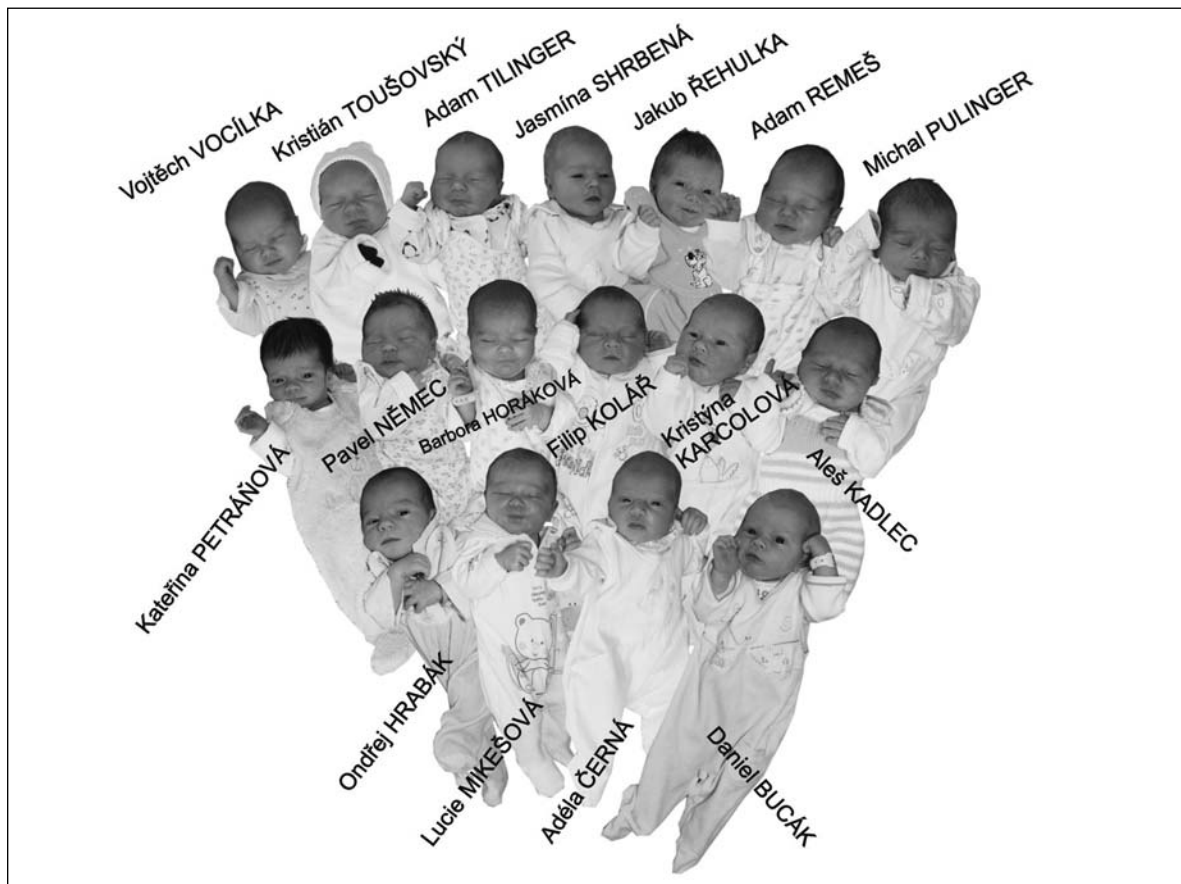 Vojtěch VOCÍLKA
Kristián TOUŠOVSKÝ
Adam TILINGER
Jasmína SHRBENÁ
Jakub ŘEHULKA
Adam REMEŠ
Michal PULINGER
Kateřina PETRÁŇOVÁ
Pavel NĚMEC
Barbora HORÁKOVÁ
Filip KOLÁŘ
Kristýna
KARCOLOVÁ
Aleš KADLEC
Ondřej HRABÁK
Lucie MIKEŠOVÁ
Adéla ČERNÁ
Daniel BUCÁK